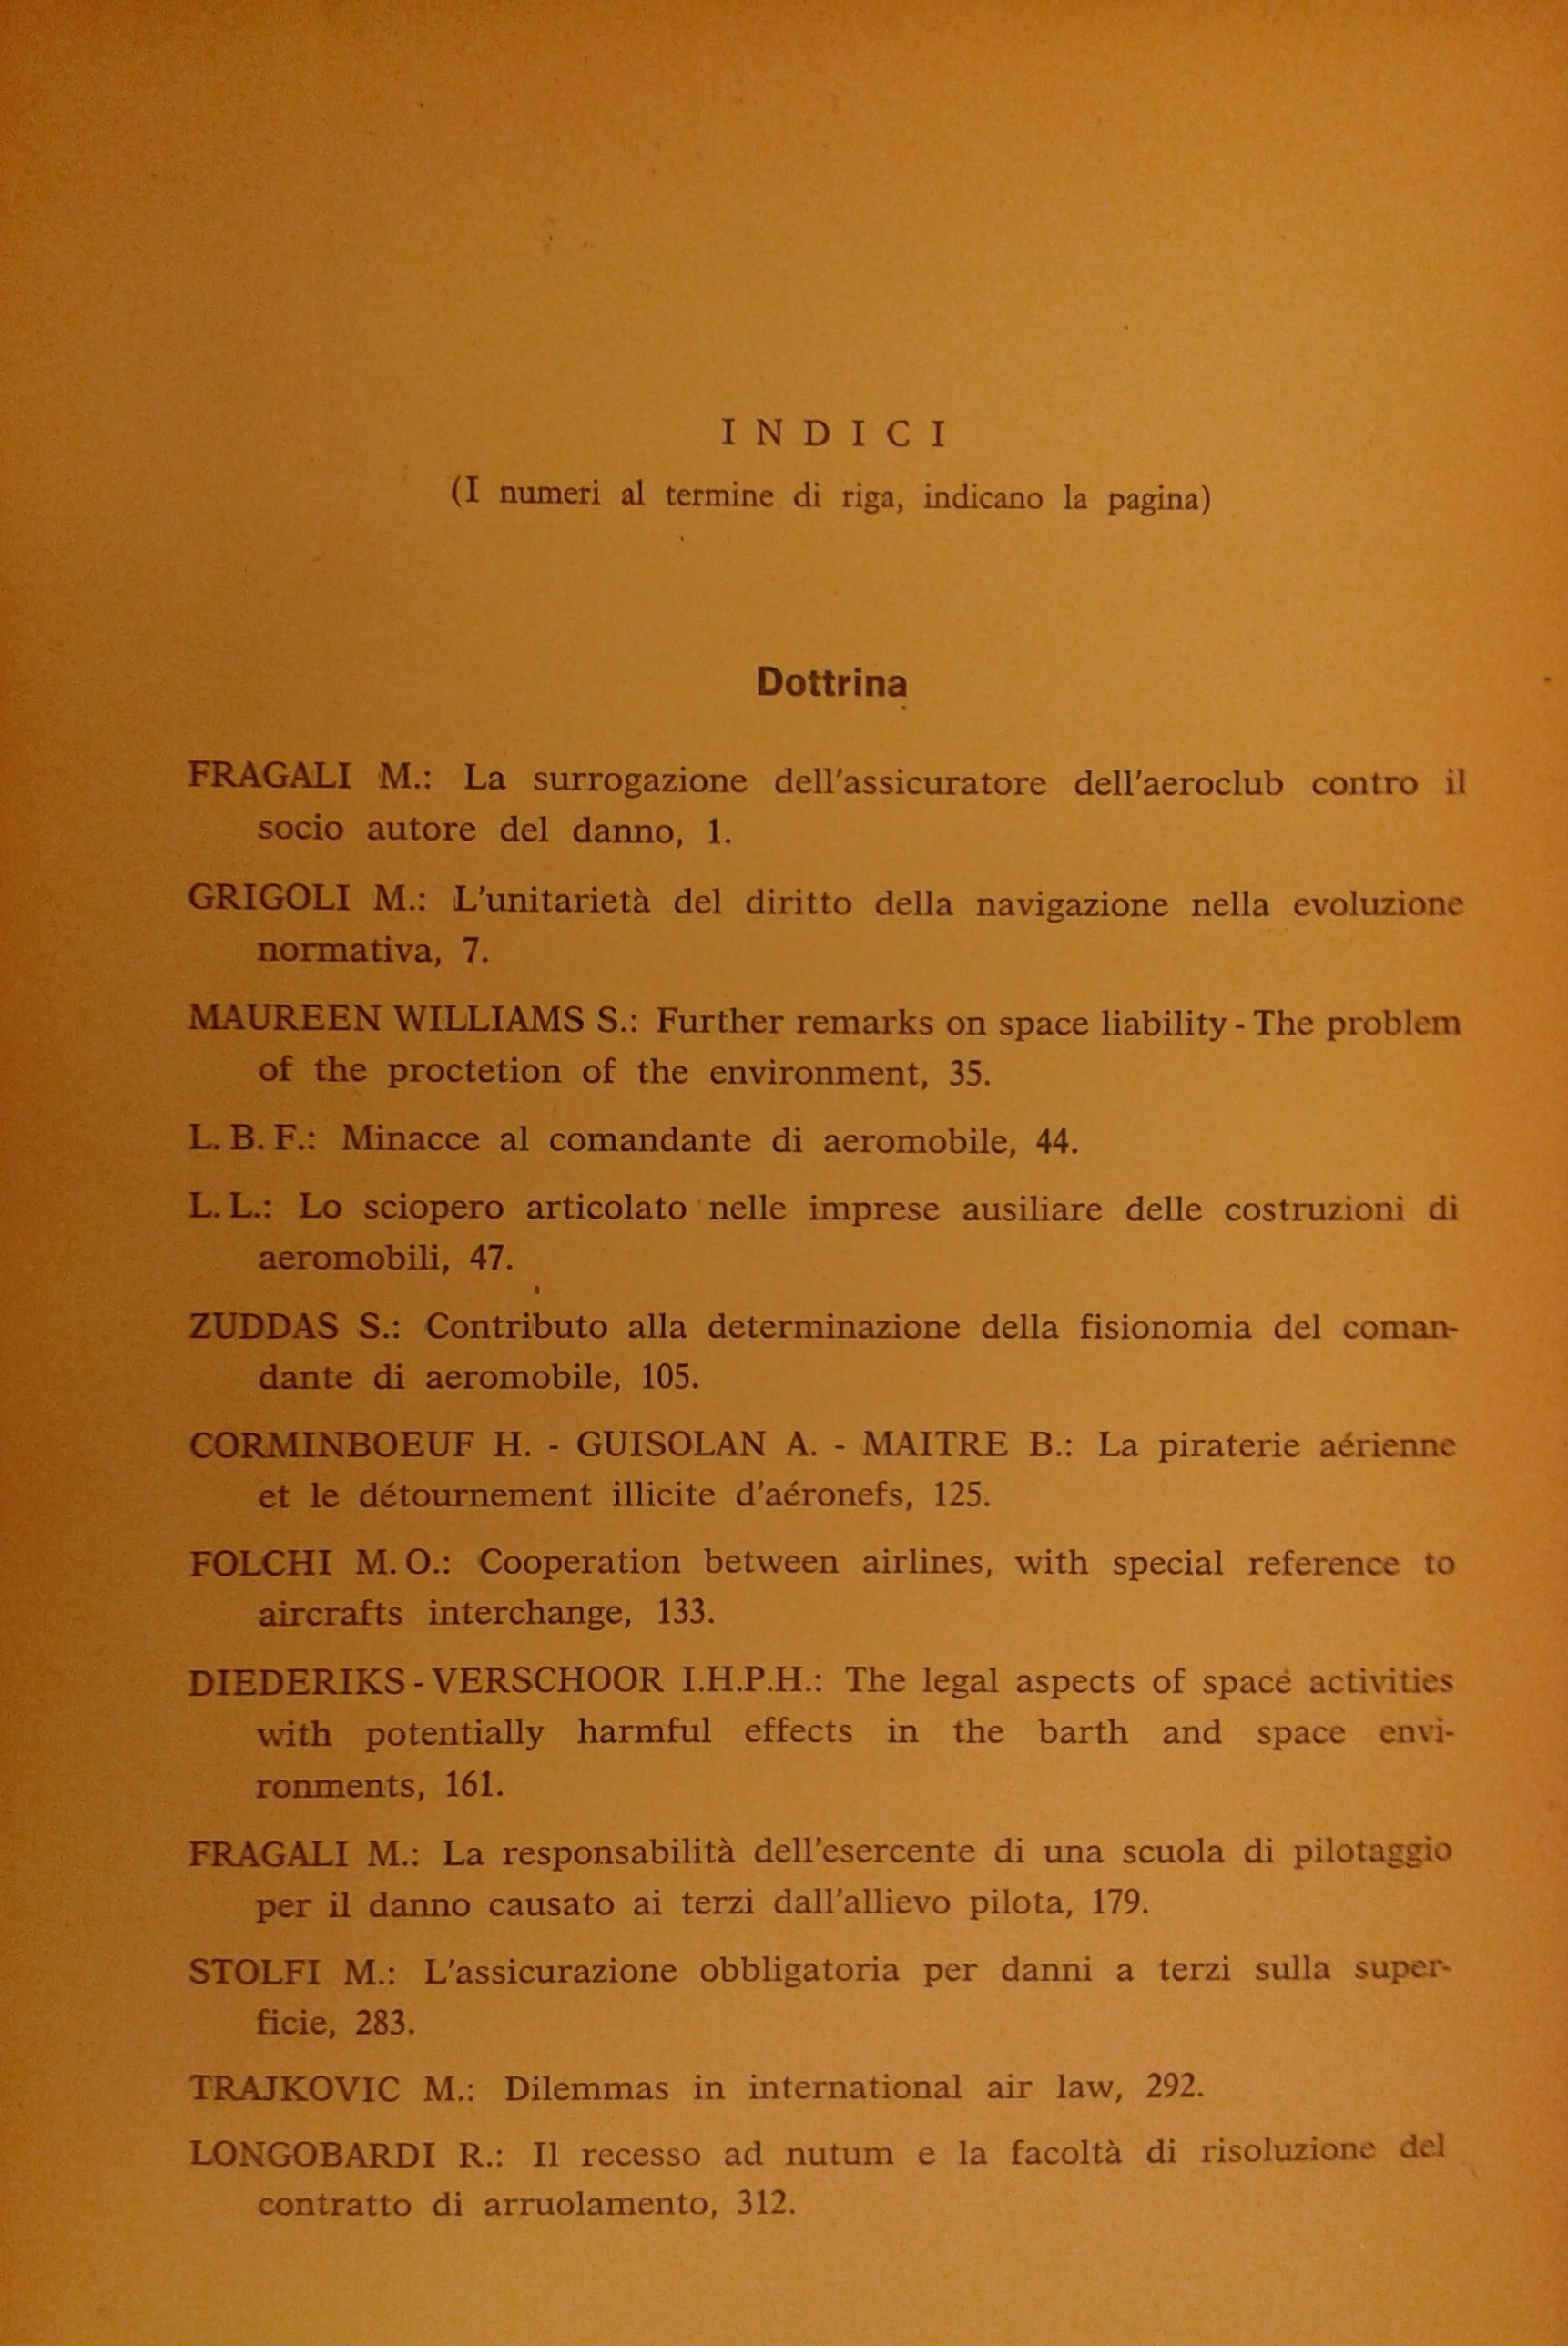 INDICI
(I numeri al termine di riga, indicano la pagina)
Dottrina
FRAGALI M.: La surrogazione dell'assicuratore dell'aeroclub contro il
socio autore del danno, 1.
GRIGOLI M.: L'unitarietà del diritto della navigazione nella evoluzione
normativa, 7.
MAUREEN WILLIAMS S.: Further remarks on space liability - The problem
of the proctetion of the environment, 35.
L. B. F.: Minacce al comandante di aeromobile, 44.
L. L.: Lo sciopero articolato nelle imprese ausiliare delle costruzioni di
aeromobili, 47.
ZUDDAS S.: Contributo alla determinazione della fisionomia del coman-
dante di aeromobile, 105.
CORMINBOEUF H. - GUISOLAN A. - MAITRE B.: La piraterie aérienne
et le détournement illicite d'aéronefs, 125.
FOLCHI M. O.: Cooperation between airlines, with special reference to
aircrafts interchange, 133.
DIEDERIKS - VERSCHOOR I.H.P.H.: The legal aspects of space activities
with potentially harmful effects in the barth and space envi-
ronments, 161.
FRAGALI M.: La responsabilità dell'esercente di una scuola di pilotaggio
per il danno causato ai terzi dall'allievo pilota, 179.
STOLFI M.: L'assicurazione obbligatoria per danni a terzi sulla super-
ficie, 283.
TRAJKOVIC M.: Dilemmas in international air law, 292.
LONGOBARDI R.: Il recesso ad nutum e la facoltà di risoluzione del
contratto di arruolamento, 312.